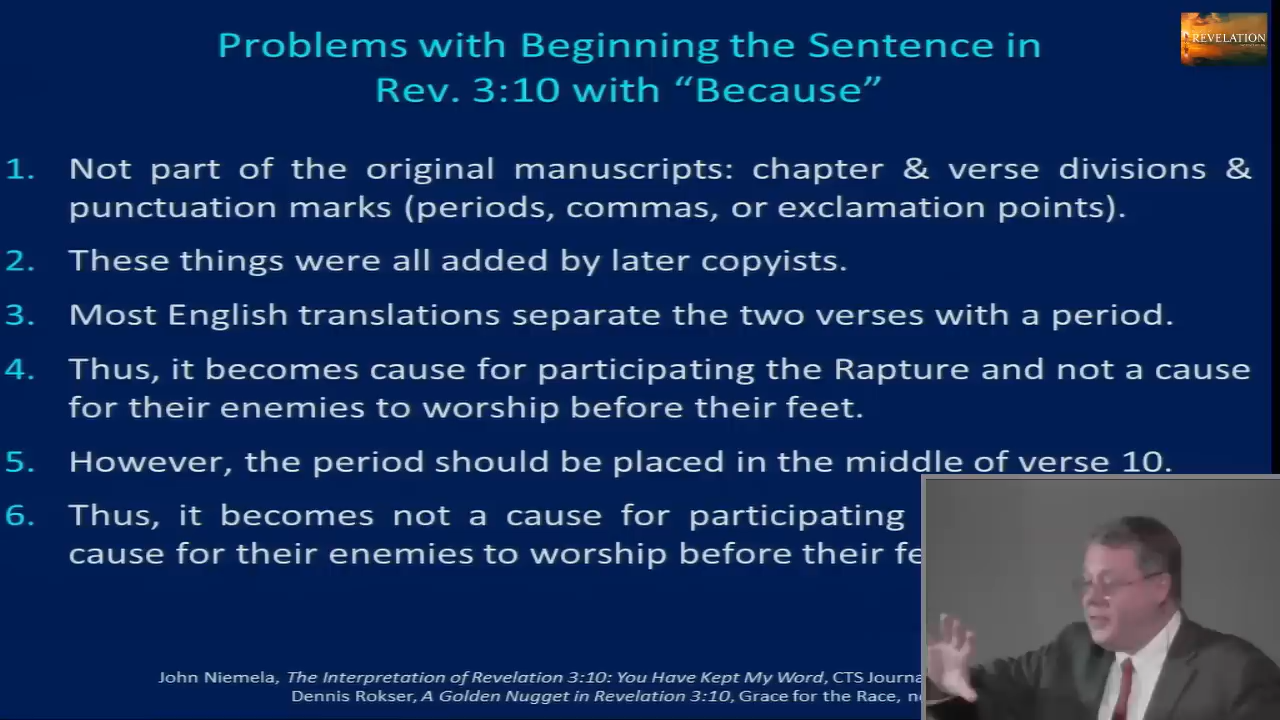 Problems with Beginning the Sentence in
Rev. 3:10 with “Because”
REVELATION
1. Not part of the original manuscripts: chapter & verse divisions &
punctuation marks (periods, commas, or exclamation points).
2. These things were all added by later copyists.
3. Most English translations separate the two verses with a period.
4. Thus, it becomes cause for participating the Rapture and not a cause
for their enemies to worship before their feet.
5. However, the period should be placed in the middle of verse 10.
6. Thus, it becomes not a cause for participating
cause for their enemies to worship before their
John Niemela, The Interpretation of Revelation 3:10: You Have Kept My Word, CTS
Dennis Rokser, A Golden Nugget in Revelation 3:10, Grace for the Race,